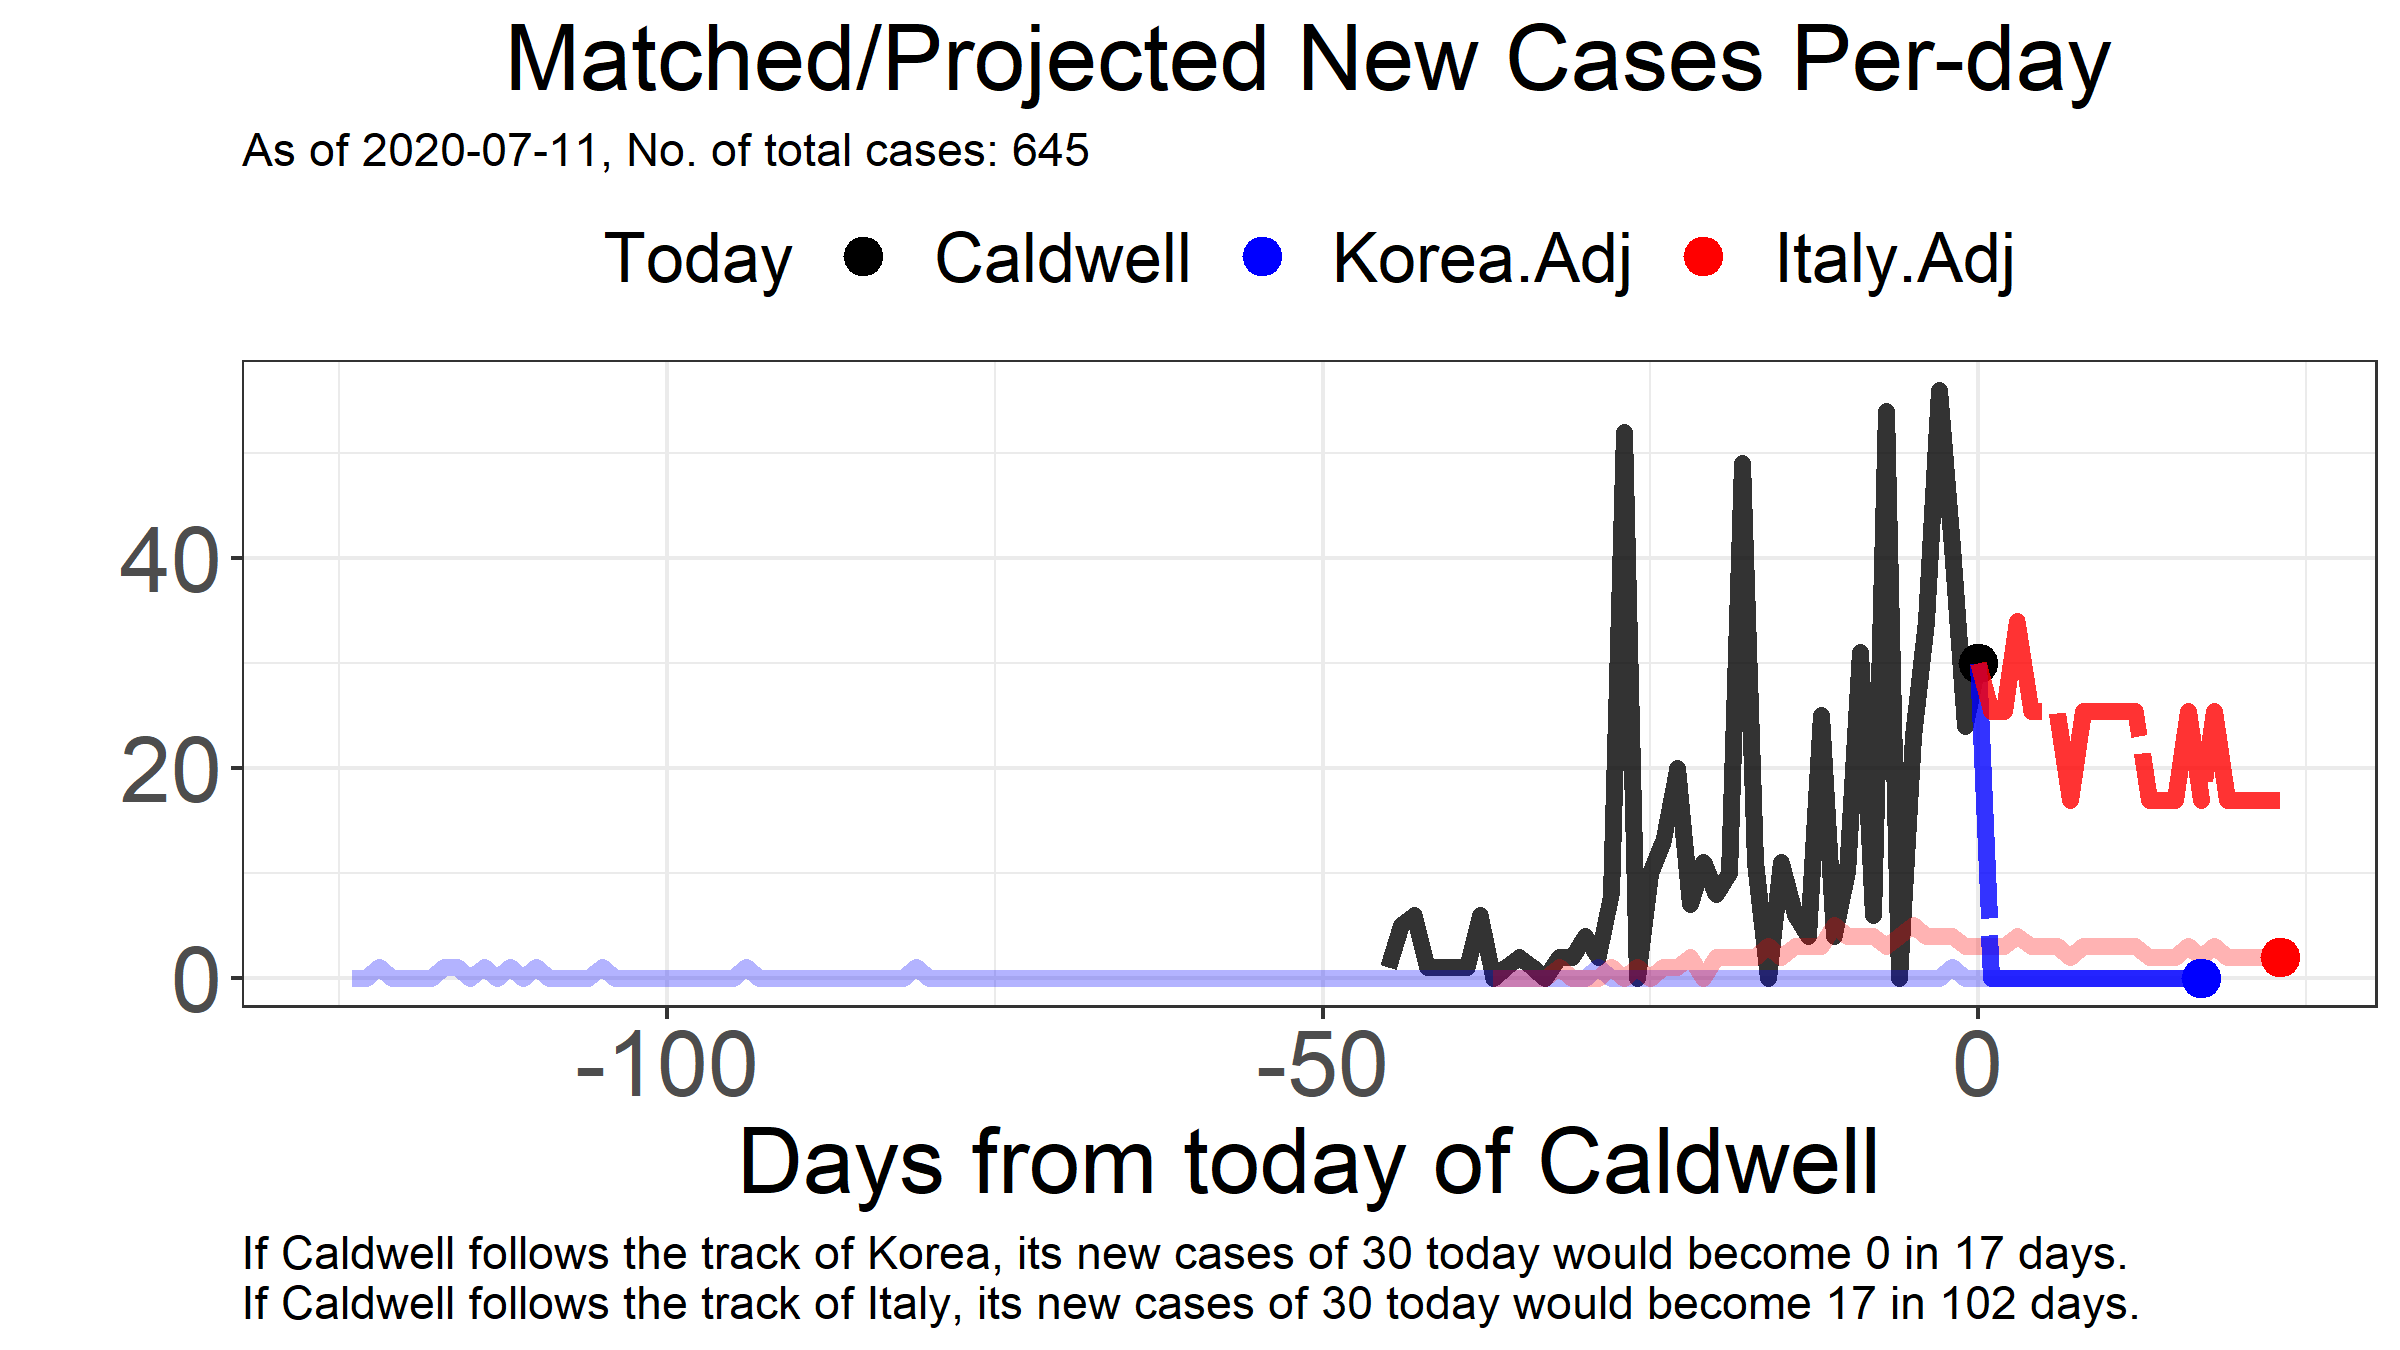 Matched/Projected New Cases Per-day
As of 2020-07-11, No. of total cases: 645
Today Caldwell Korea.Adj Italy.Adj
40
20
0
-100 -50 0
Days from today of Caldwell
If Caldwell follows the track of Korea, its new cases of 30 today would become 0 in 17 days.
If Caldwell follows the track of Italy, its new cases of 30 today would become 17 in 102 days.